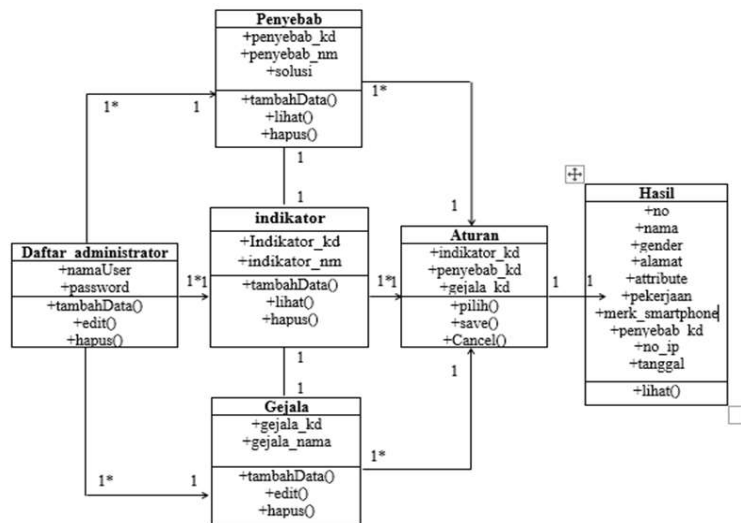 Penyebab
+penyebab_kd
+penyebab_nm
+solusi
+tambahData()
+lihat()
+hapus()
1*
1
1*
1
1
1
indikator
+Indikator_kd
+indikator_nm
+tambahData()
+lihat()
+hapus()
Daftar_administrator
+namaUser
+password
+tambahData()
+edit()
+hapus()
1*
1
1*
1
Aturan
+indikator_kd
+penyebab_kd
+gejala_kd
+pilih()
+save()
+Cancel()
1
1
Hasil
+no
+nama
+gender
+alamat
+attribute
+pekerjaan
+merk_smartphone
+penyebab_kd
+no_ip
+tanggal
+lihat()
1
1
Gejala
+gejala_kd
+gejala_nama
+tambahData()
+edit()
+hapus()
1*
1
1*
1